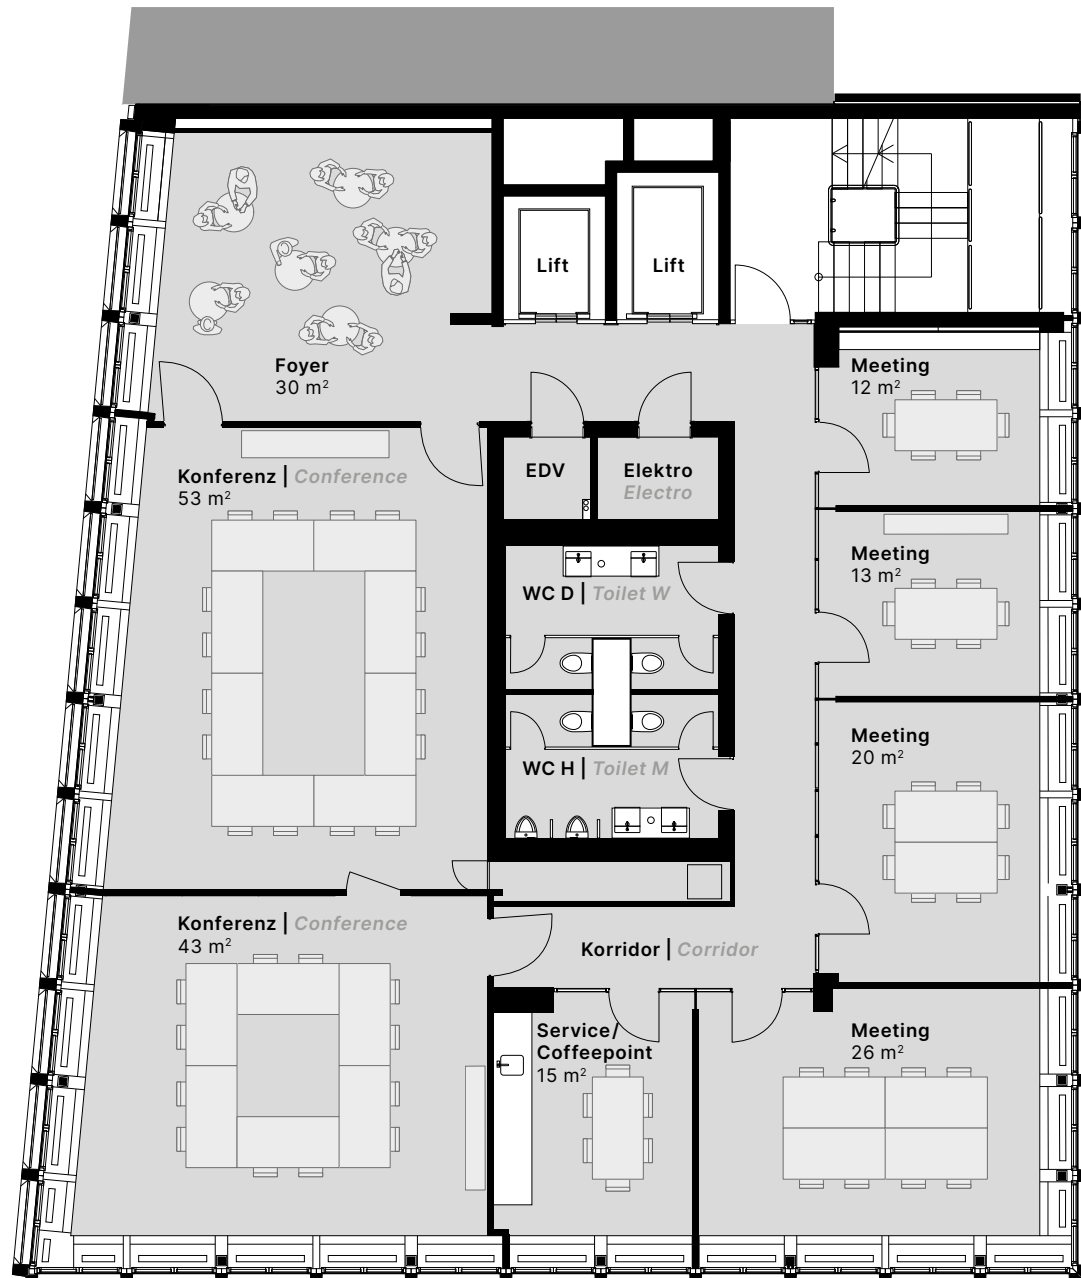 Lift
Lift
Foyer
30 m²
Meeting
12 m²
EDV
Elektro
Electro
Konferenz | Conference
53 m²
Meeting
13 m²
WC D | Toilet W
Meeting
20 m²
WC H | Toilet M
Konferenz | Conference
43 m²
Korridor | Corridor
Service/
Coffeepoint
15 m²
Meeting
26 m²